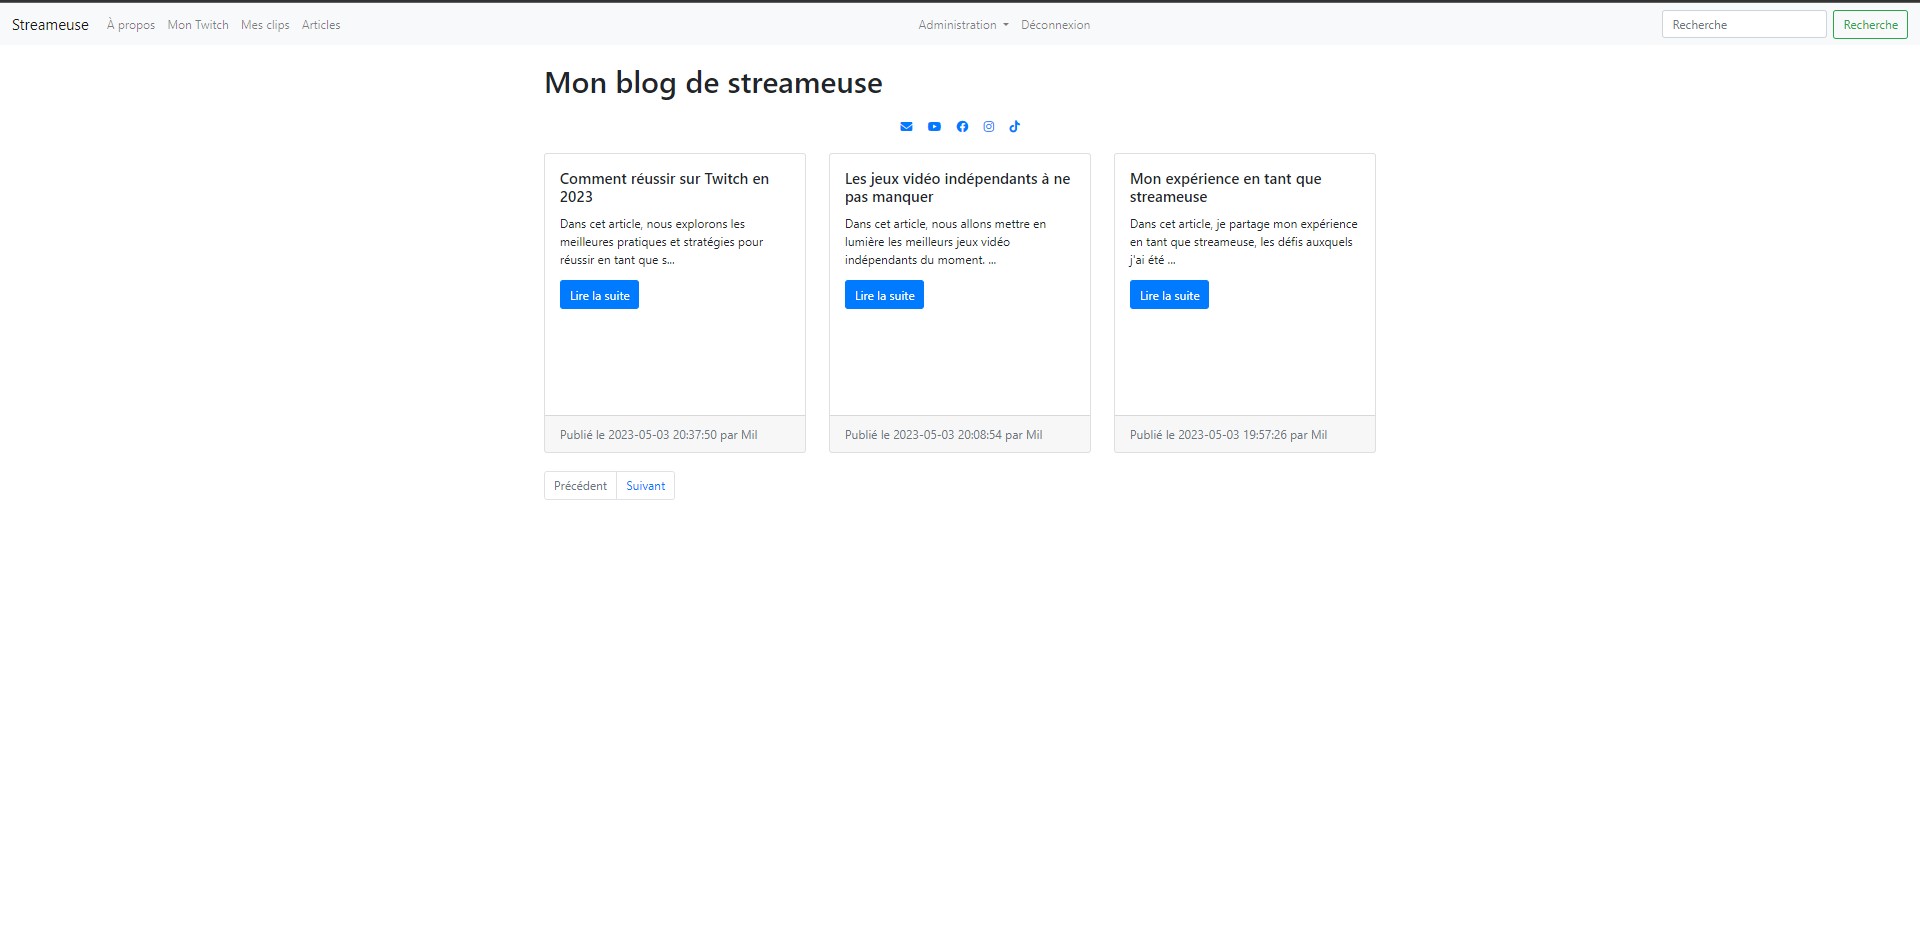 Streameuse À propos Mon Twitch Mes clips Articles Administration Déconnexion Recherche Recherche
Mon blog de streameuse
Comment réussir sur Twitch en
2023
Dans cet article, nous explorons les
meilleures pratiques et stratégies pour
réussir en tant que s...
Lire la suite
Publié le 2023-05-03 20:37:50 par Mil
Les jeux vidéo indépendants à ne
pas manquer
Dans cet article, nous allons mettre en
lumière les meilleurs jeux vidéo
indépendants du moment. ...
Lire la suite
Publié le 2023-05-03 20:08:54 par Mil
Mon expérience en tant que
streameuse
Dans cet article, je partage mon expérience
en tant que streameuse, les défis auxquels
j'ai été ...
Lire la suite
Publié le 2023-05-03 19:57:26 par Mil
Précédent Suivant